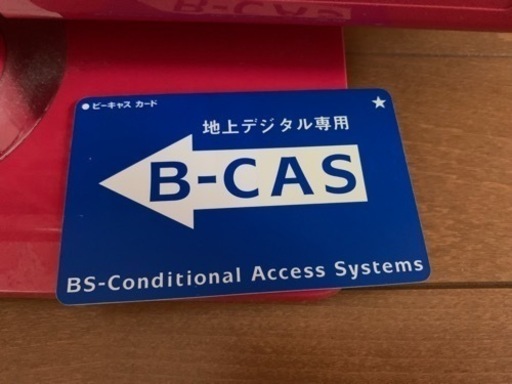 ●ビーキャス カード
★
地上デジタル専用
B-CAS
BS-Conditional Access Systems